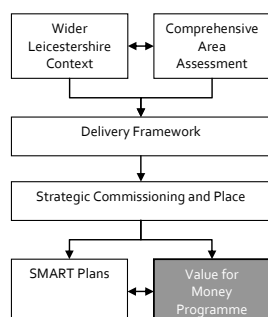 Wider
Leicestershire
Context
Comprehensive
Area
Assessment
Delivery Framework
Strategic Commissioning and Place
SMART Plans
Value for
Money
Programme